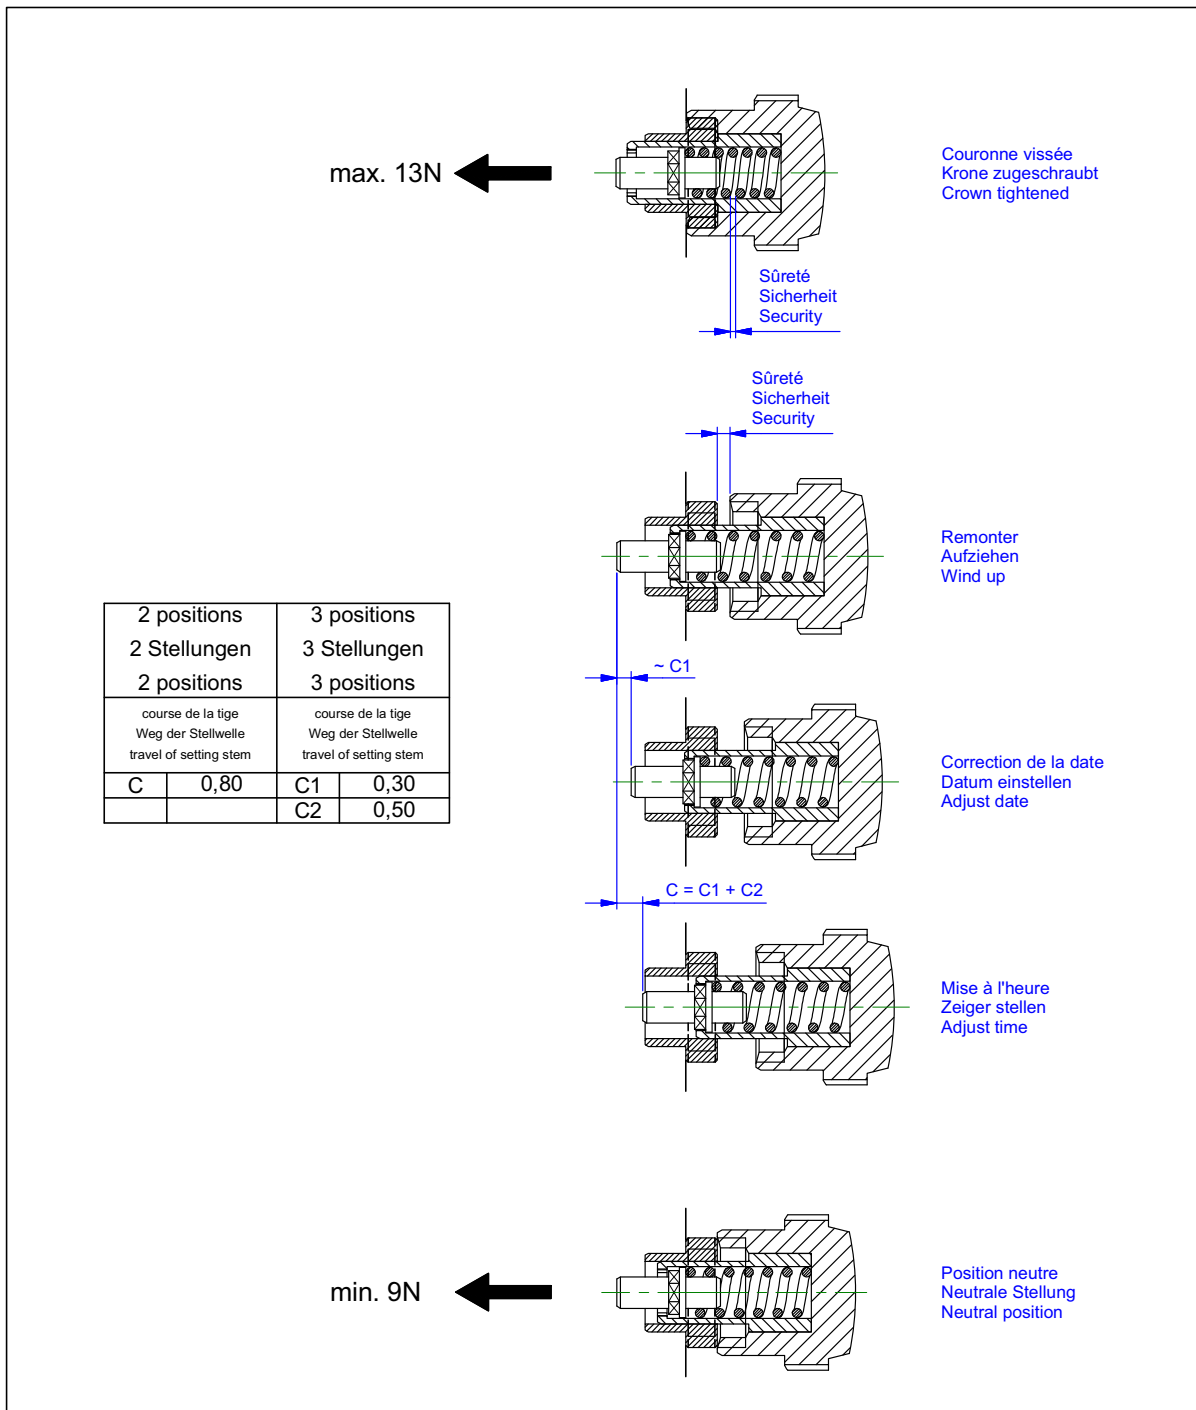 max. 13N
Couronne vissée
Krone zugeschraubt
Crown tightened
Sûreté
Sicherheit
Security
Sûreté
Sicherheit
Security
Remonter
Aufziehen
Wind up
2 positions 3 positions
2 Stellungen 3 Stellungen
2 positions 3 positions
course de la tige course de la tige
Weg der Stellwelle Weg der Stellwelle
travel of setting stem travel of setting stem
C 0,80 C1 0,30
C2 0,50
~ C1
Correction de la date
Datum einstellen
Adjust date
C = C1 + C2
Mise à l'heure
Zeiger stellen
Adjust time
min. 9N
Position neutre
Neutrale Stellung
Neutral position